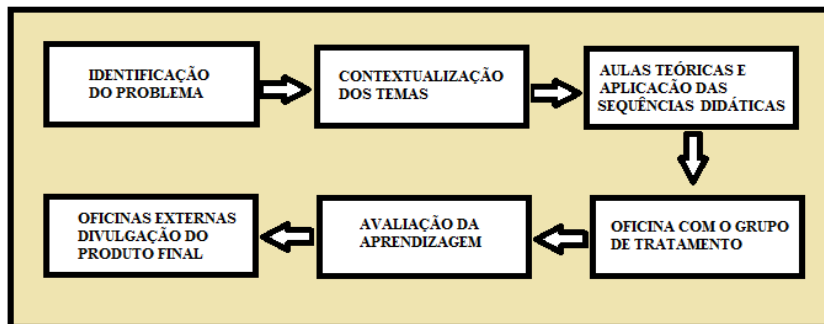 IDENTIFICAÇÃO
DO PROBLEMA
CONTEXTUALIZAÇÃO
DOS TEMAS
AULAS TEÓRICAS E
APLICAÇÃO DAS
SEQUÊNCIAS DIDÁTICAS
OFICINA COM O GRUPO
DE TRATAMENTO
AVALIAÇÃO DA
APRENDIZAGEM
OFICINAS EXTERNAS
DIVULGAÇÃO DO
PRODUTO FINAL